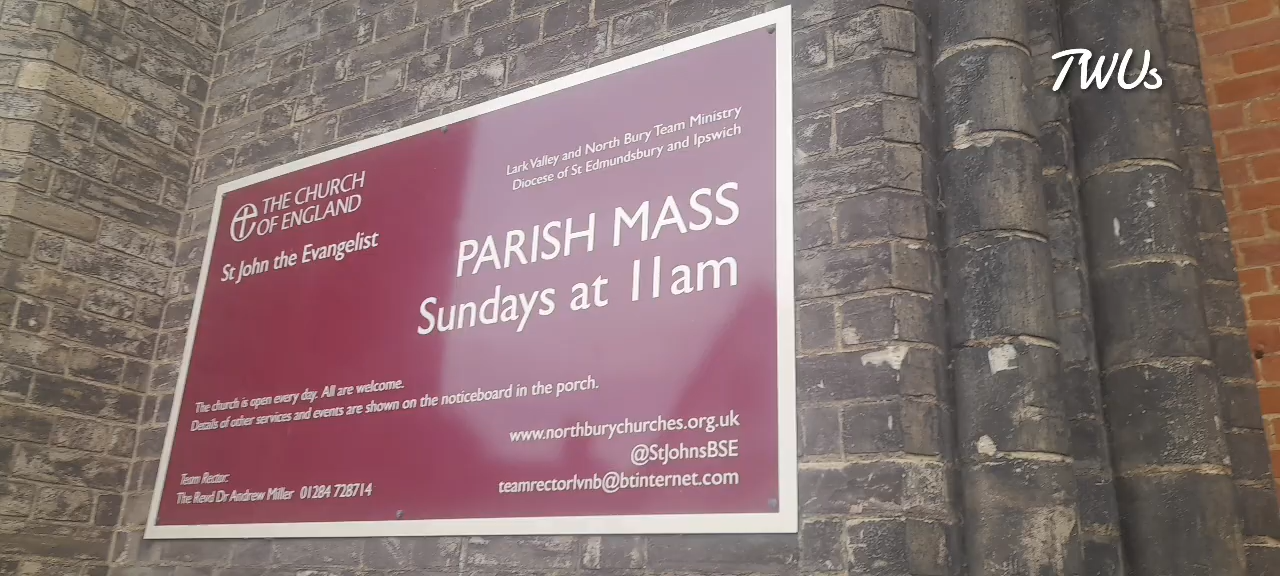 TWUs
Lark Valley and North Bury Team Ministry
Diocese of St Edmundsbury and Ipswich
THE CHURCH
OF ENGLAND
St John the Evangelist
PARISH MASS
Sundays at 11am
The church is open every day. All are welcome.
Details of other services and events are shown on the noticeboard in the porch.
www.northburychurches.org.uk
@StJohnsBSE
teamrectorlvnb@btinternet.com
Team Rector:
The Revd Dr Andrew Miller 01284 728714